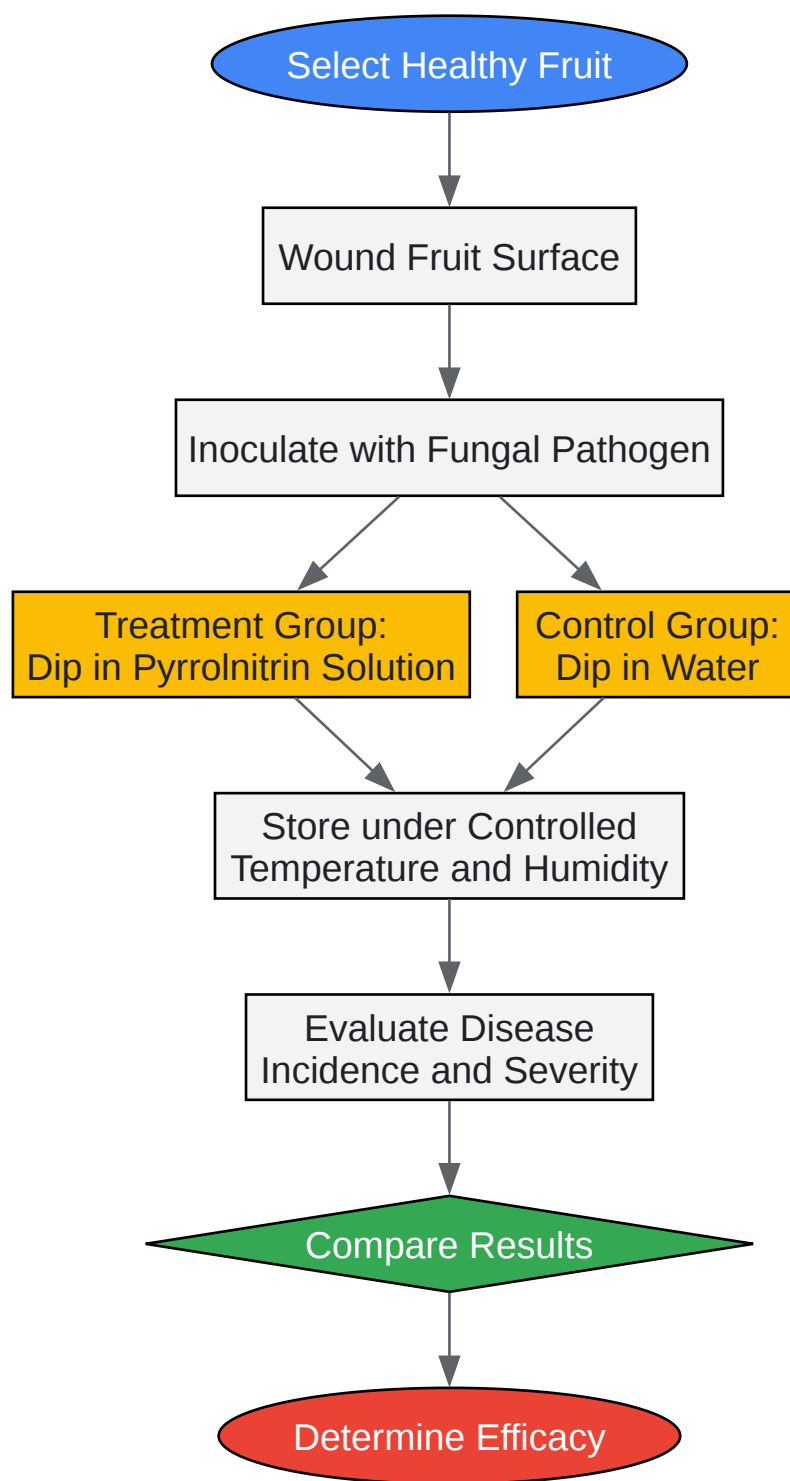 Select Healthy Fruit
Wound Fruit Surface
Inoculate with Fungal Pathogen
Treatment Group:
Dip in Pyrrolnitrin Solution
Control Group:
Dip in Water
Store under Controlled
Temperature and Humidity
Evaluate Disease
Incidence and Severity
Compare Results
Determine Efficacy